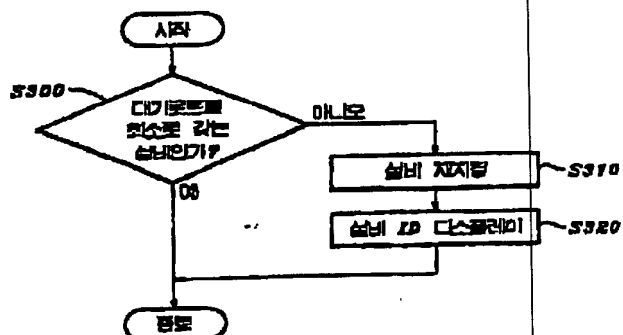 시작
S300
대기로트를
최소로 갖는
설비인가?
아니오
예
설비 재지정
S310
설비 ID 디스플레이
S320
종료